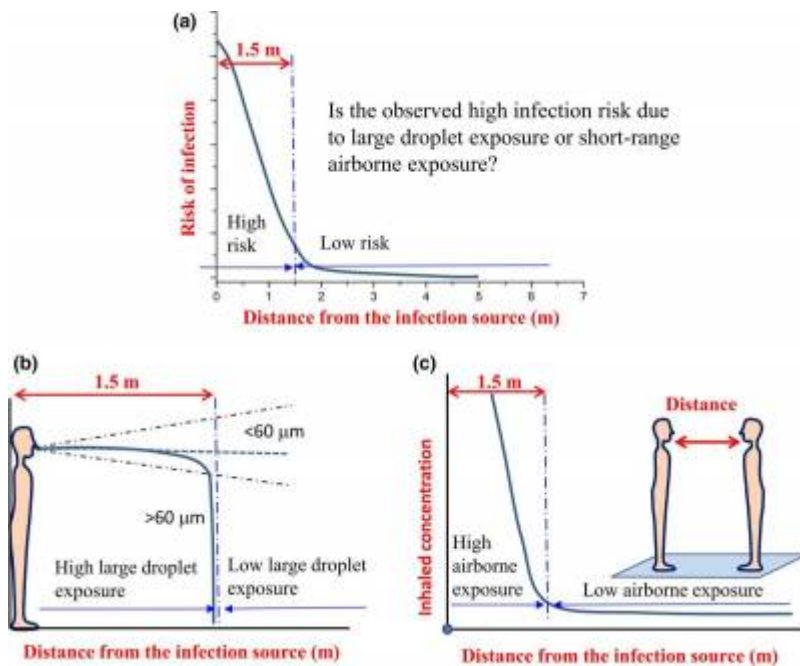 (a)
1.5 m
Is the observed high infection risk due
to large droplet exposure or short-range
airborne exposure?
Risk of infection
High
risk
Low risk
0 1 2 3 4 5 6 7
Distance from the infection source (m)
(b)
1.5 m
<60 μm
>60 μm
High large droplet
exposure
Low large droplet
exposure
Distance from the infection source (m)
(c)
1.5 m
Distance
Inhaled concentration
High
airborne
exposure
Low airborne exposure
Distance from the infection source (m)